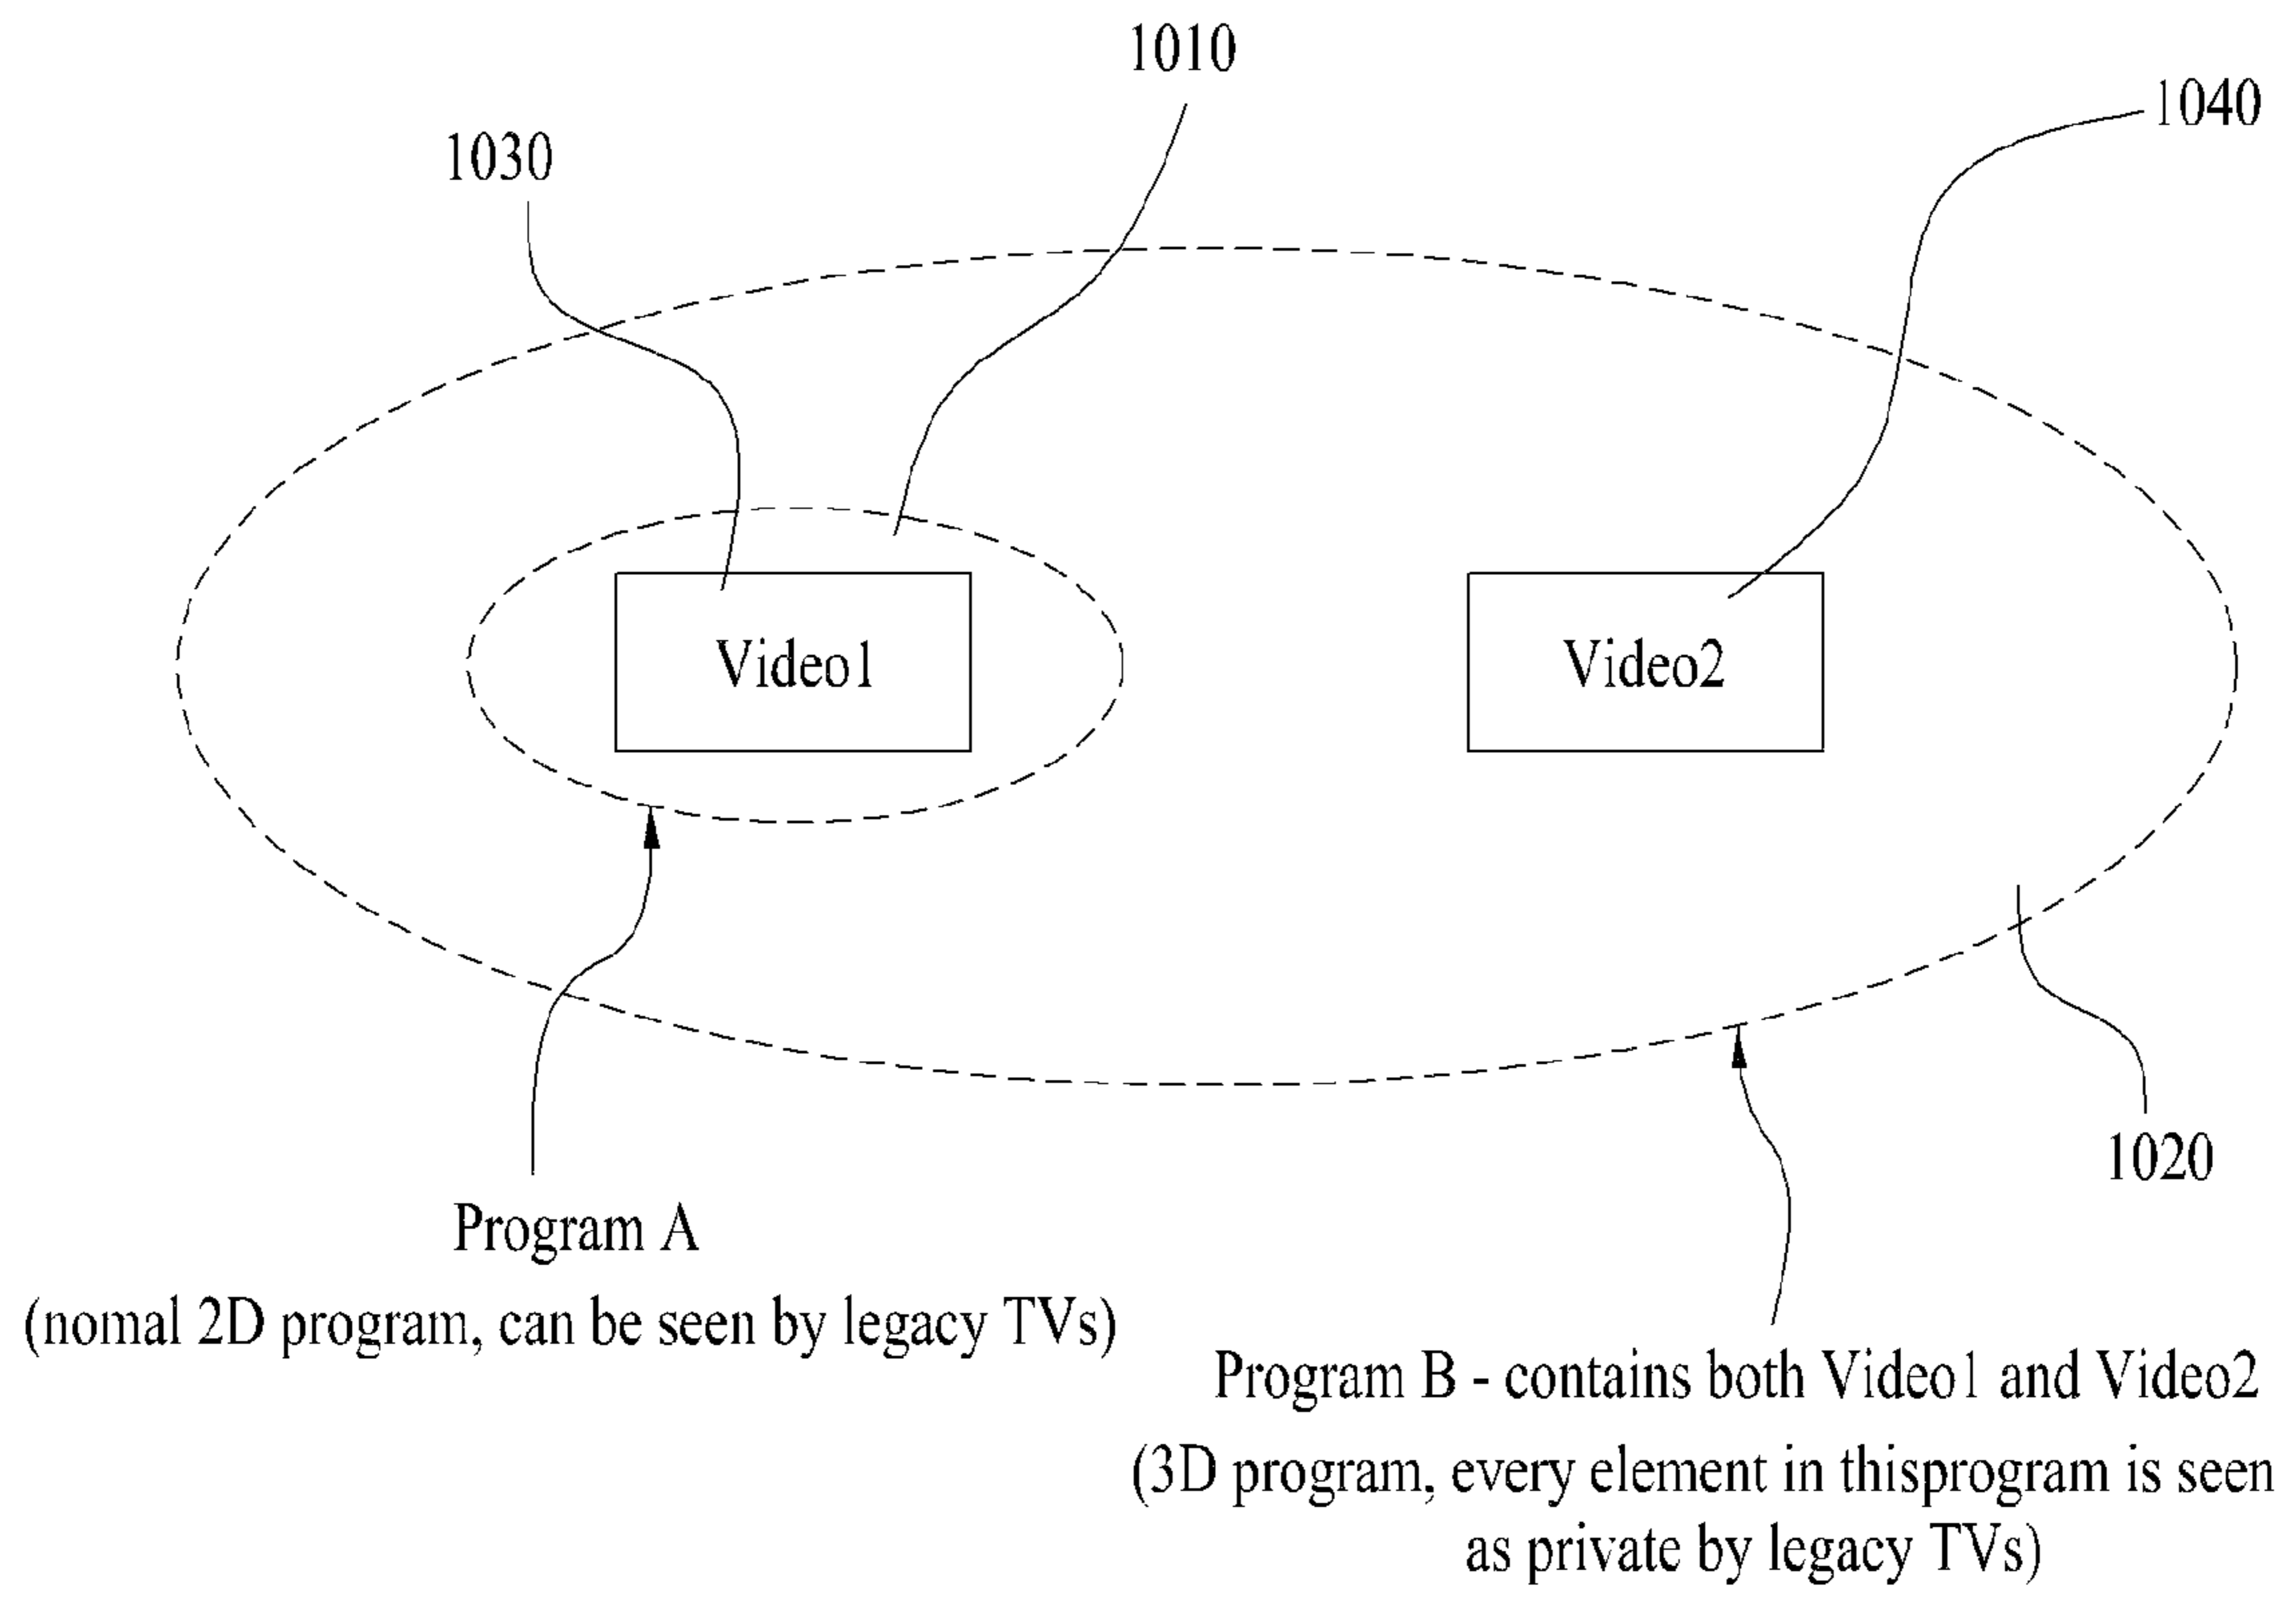 1010
1040
1030
Video1
Video2
1020
Program A
(nomal 2D program, can be seen by legacy TVs)
Program B - contains both Video1 and Video2
(3D program, every element in thisprogram is seen
as private by legacy TVs)